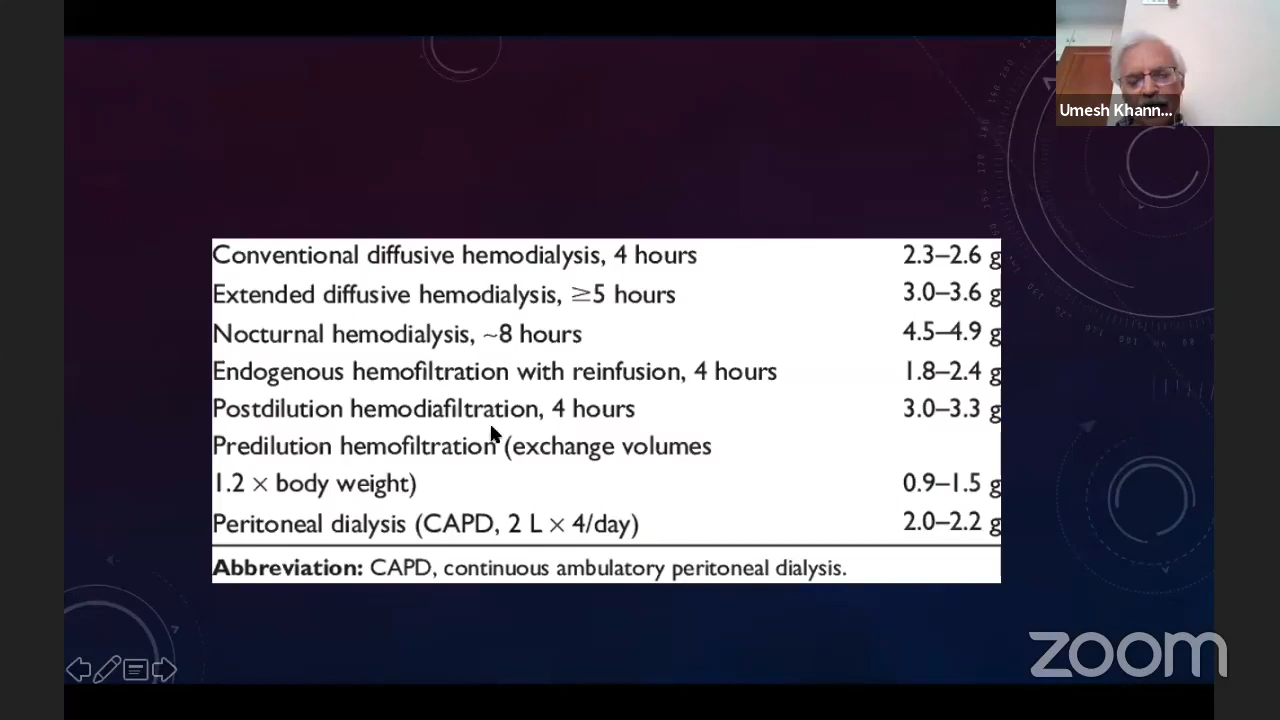 Umesh Khann...
Conventional diffusive hemodialysis, 4 hours 2.3–2.6 g
Extended diffusive hemodialysis, ≥5 hours 3.0–3.6 g
Nocturnal hemodialysis, ~8 hours 4.5–4.9 g
Endogenous hemofiltration with reinfusion, 4 hours 1.8–2.4 g
Postdilution hemodiafiltration, 4 hours 3.0–3.3 g
Predilution hemofiltration (exchange volumes
1.2 × body weight) 0.9–1.5 g
Peritoneal dialysis (CAPD, 2 L × 4/day) 2.0–2.2 g
Abbreviation: CAPD, continuous ambulatory peritoneal dialysis.
zoom